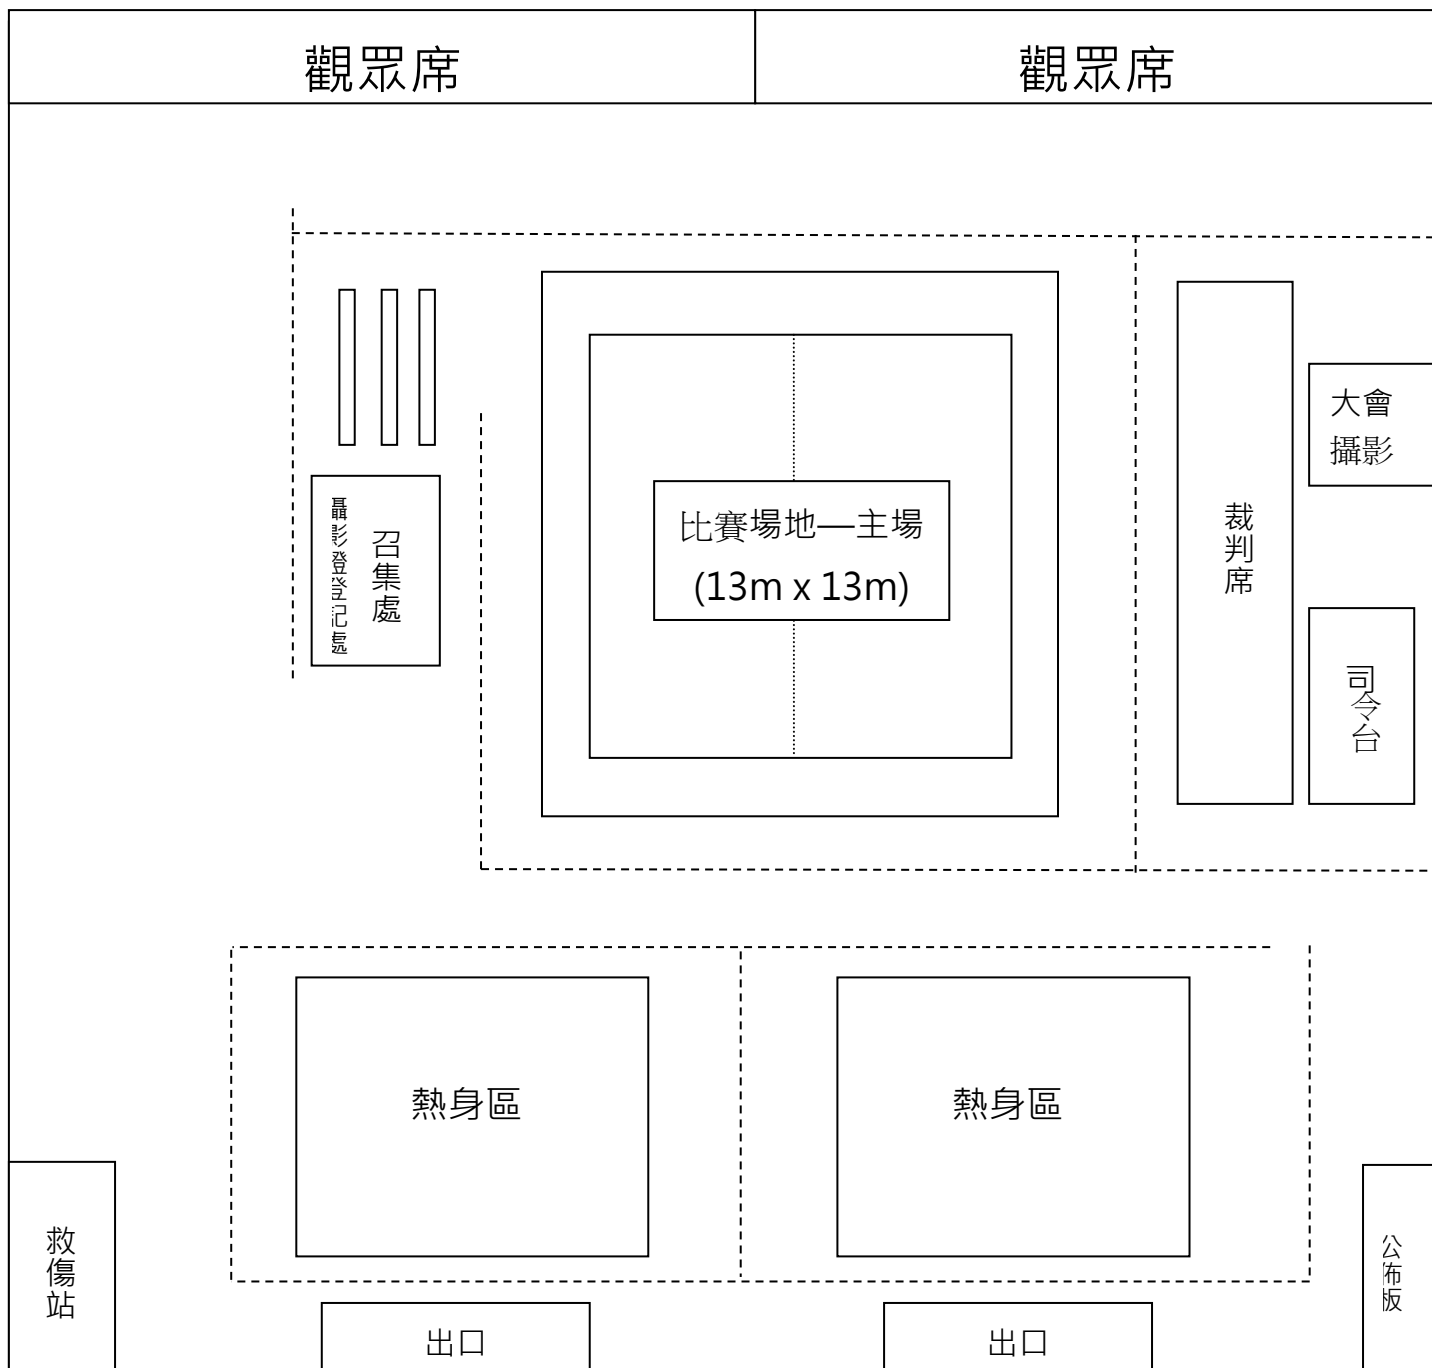 觀眾席
觀眾席
大會
攝影
比賽場地—主場
(13m x 13m)
裁判席
召集處
攝影證登記處
司令台
熱身區
熱身區
救傷站
公佈板
出口
出口